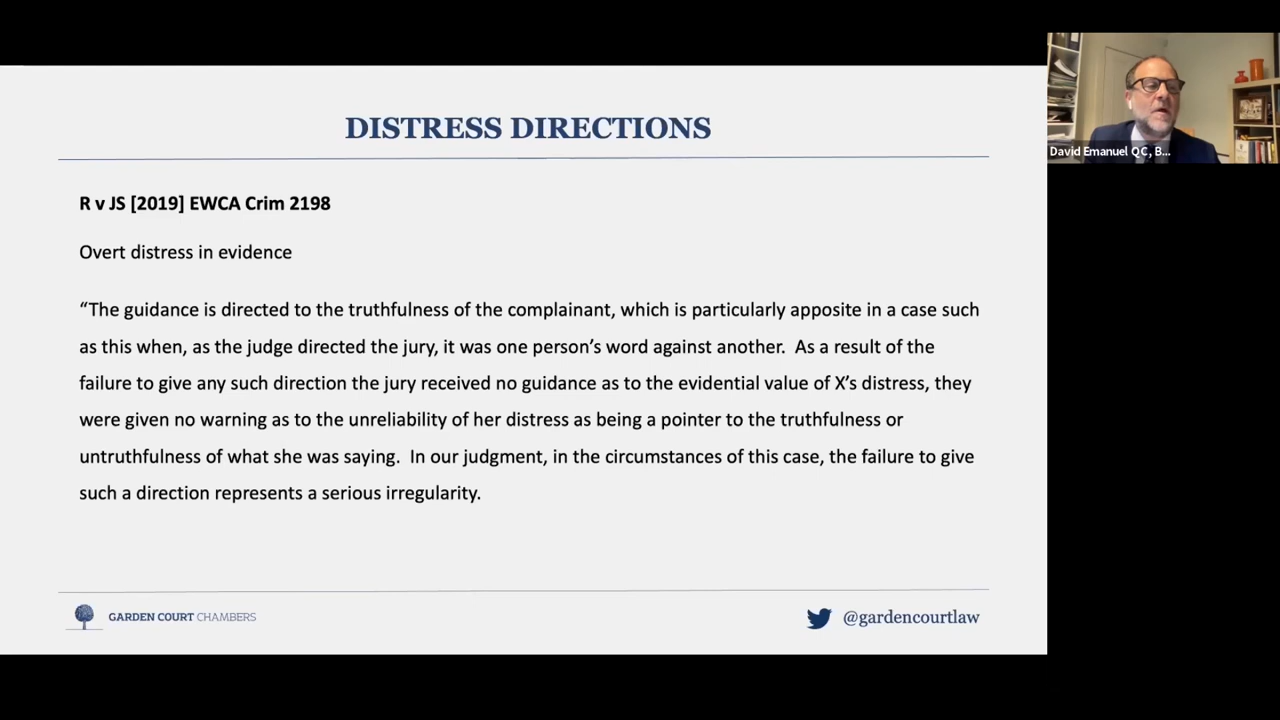 DISTRESS DIRECTIONS
R v JS [2019] EWCA Crim 2198
Overt distress in evidence
“The guidance is directed to the truthfulness of the complainant, which is particularly apposite in a case such
as this when, as the judge directed the jury, it was one person’s word against another.  As a result of the
failure to give any such direction the jury received no guidance as to the evidential value of X’s distress, they
were given no warning as to the unreliability of her distress as being a pointer to the truthfulness or
untruthfulness of what she was saying.  In our judgment, in the circumstances of this case, the failure to give
such a direction represents a serious irregularity.
GARDEN COURT CHAMBERS
@gardencourtlaw
David Emanuel QC, B...